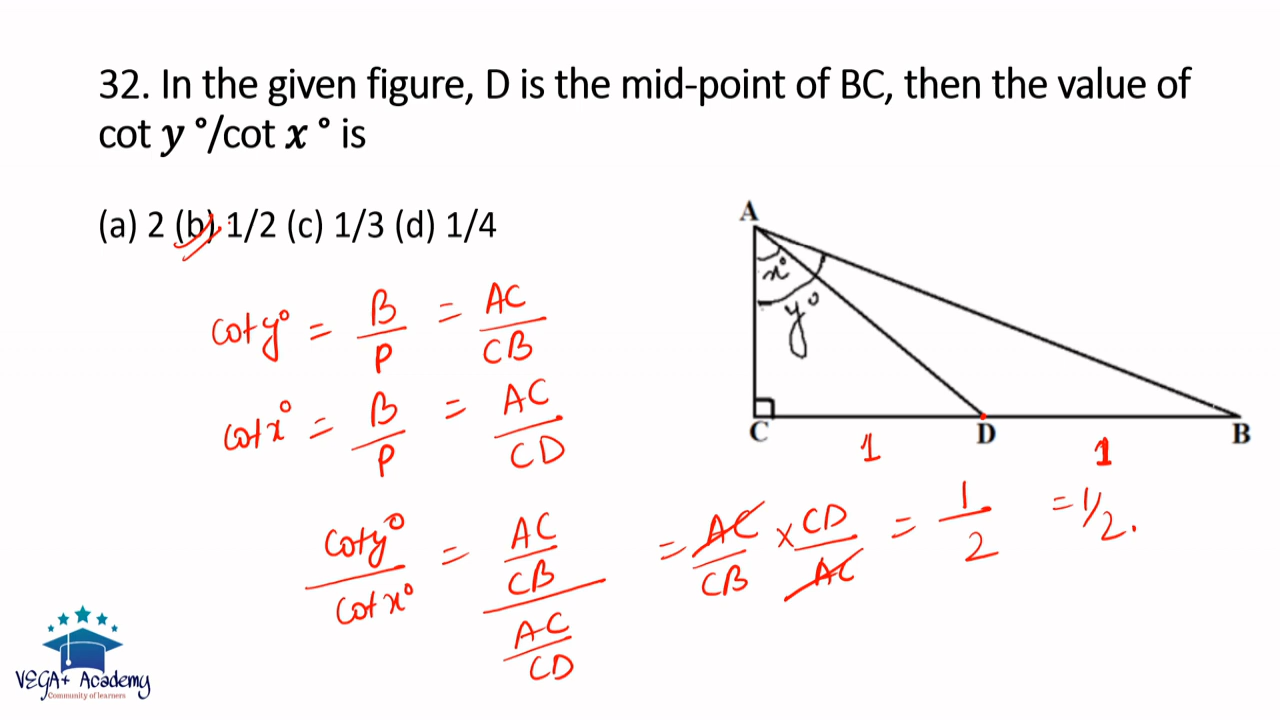 32. In the given figure, D is the mid-point of BC, then the value of
cot y °/cot x ° is
(a) 2 (b) 1/2 (c) 1/3 (d) 1/4
A
x°
y°
C
D
B
1
1
cot y° = B/P = AC/CB
cot x° = B/P = AC/CD
cot y°/cot x° = AC/CB / AC/CD = AC/CB × CD/AC = 1/2 = 1/2.
VEGA+ Academy
Community of learners